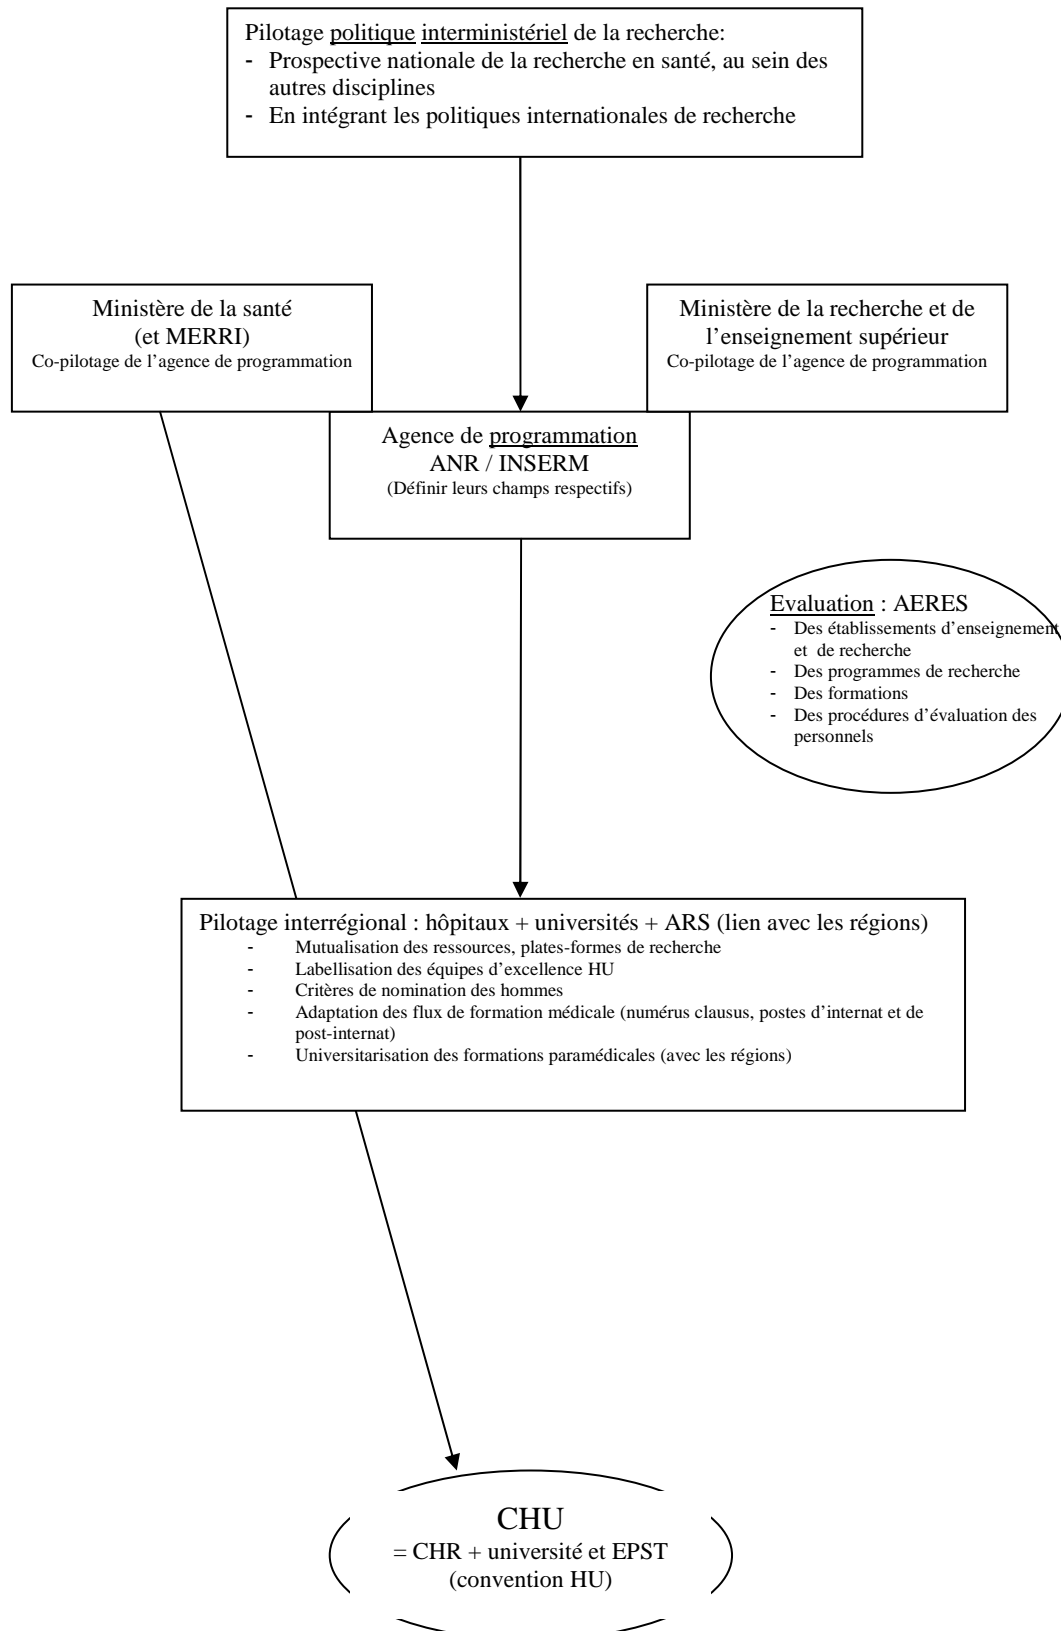 Pilotage politique interministériel de la recherche:
- Prospective nationale de la recherche en santé, au sein des
autres disciplines
- En intégrant les politiques internationales de recherche
Ministère de la santé
(et MERRI)
Co-pilotage de l'agence de programmation
Ministère de la recherche et de
l'enseignement supérieur
Co-pilotage de l'agence de programmation
Agence de programmation
ANR / INSERM
(Définir leurs champs respectifs)
Evaluation : AERES
- Des établissements d'enseignement
et de recherche
- Des programmes de recherche
- Des formations
- Des procédures d'évaluation des
personnels
Pilotage interrégional : hôpitaux + universités + ARS (lien avec les régions)
- Mutualisation des ressources, plates-formes de recherche
- Labellisation des équipes d'excellence HU
- Critères de nomination des hommes
- Adaptation des flux de formation médicale (numérus clausus, postes d'internat et de
post-internat)
- Universitarisation des formations paramédicales (avec les régions)
CHU
= CHR + université et EPST
(convention HU)